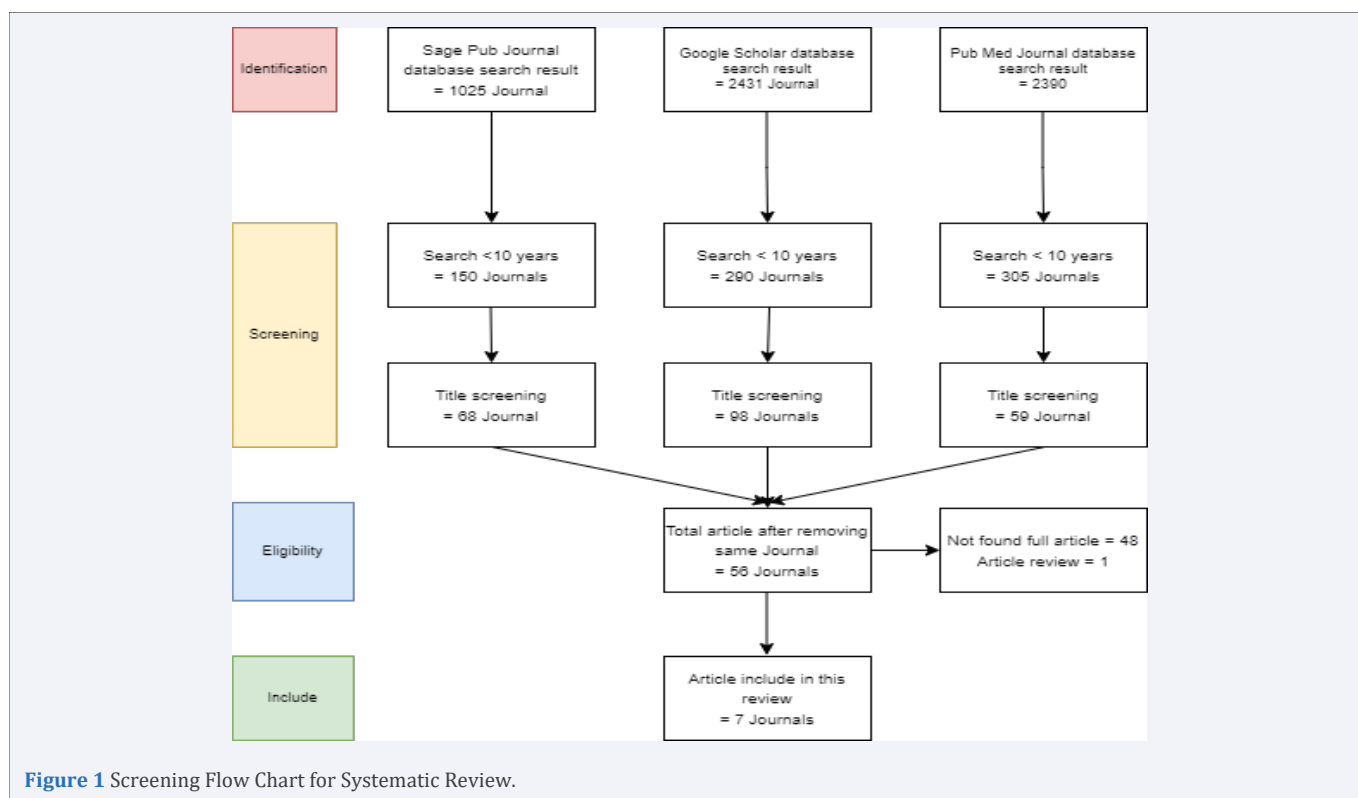 Identification
Sage Pub Journal
database search result
= 1025 Journal
Google Scholar database
search result
= 2431 Journal
Pub Med Journal database
search result
= 2390
Screening
Search <10 years
= 150 Journals
Search < 10 years
= 290 Journals
Search < 10 years
= 305 Journals
Title screening
= 68 Journal
Title screening
= 98 Journals
Title screening
= 59 Journal
Eligibility
Total article after removing
same Journal
= 56 Journals
Not found full article = 48
Article review = 1
Include
Article include in this
review
= 7 Journals
Figure 1 Screening Flow Chart for Systematic Review.